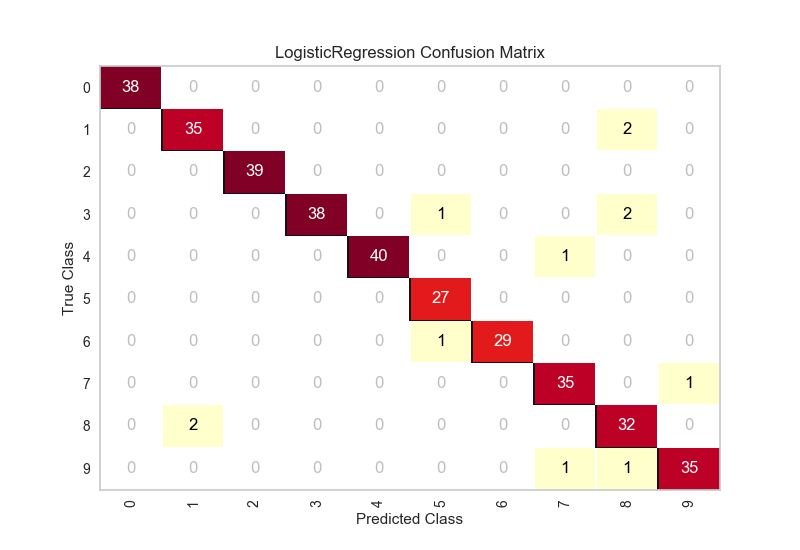 LogisticRegression Confusion Matrix
0 38 0 0 0 0 0 0 0 0 0
1 0 35 0 0 0 0 0 0 2 0
2 0 0 39 0 0 0 0 0 0 0
3 0 0 0 38 0 1 0 0 2 0
4 0 0 0 0 40 0 0 1 0 0
5 0 0 0 0 0 27 0 0 0 0
6 0 0 0 0 0 1 29 0 0 0
7 0 0 0 0 0 0 0 35 0 1
8 0 2 0 0 0 0 0 0 32 0
9 0 0 0 0 0 0 0 1 1 35
True Class
0 1 2 3 4 5 6 7 8 9
Predicted Class